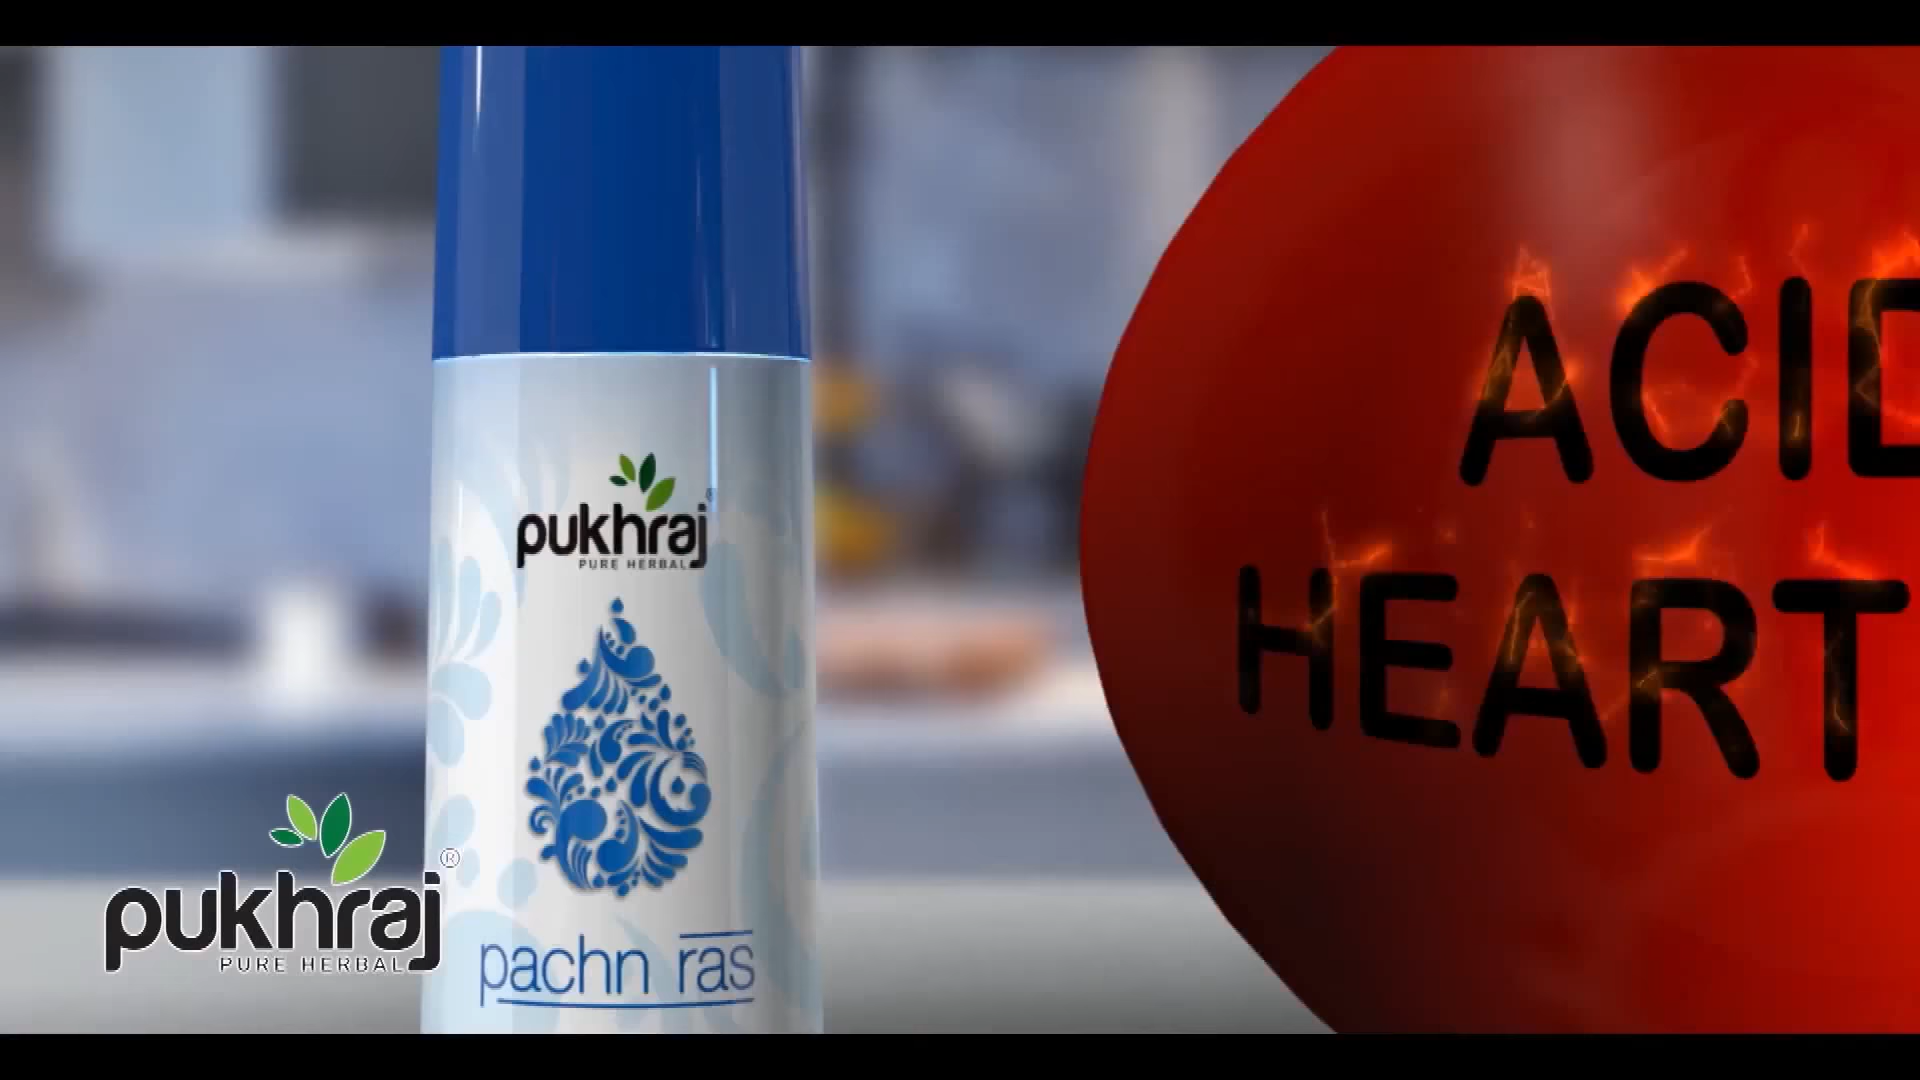 pukhraj®
PURE HERBAL
pachn ras
ACID
HEART
pukhraj®
PURE HERBAL